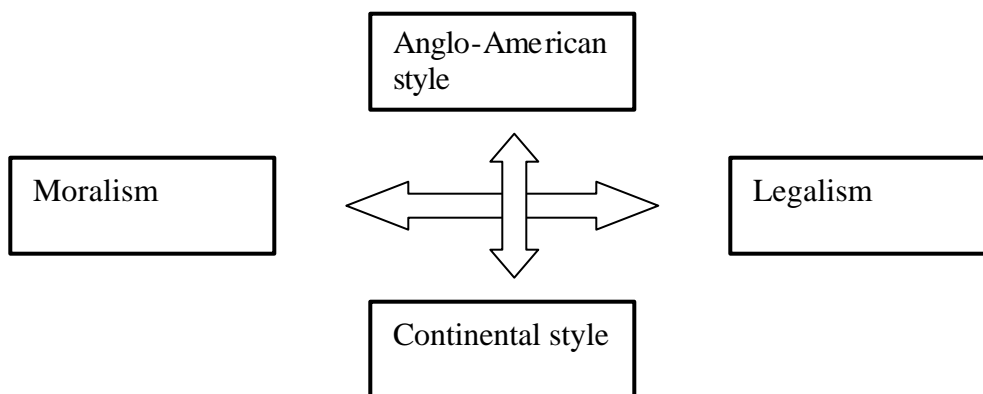 Anglo-American
style
Moralism
Legalism
Continental style